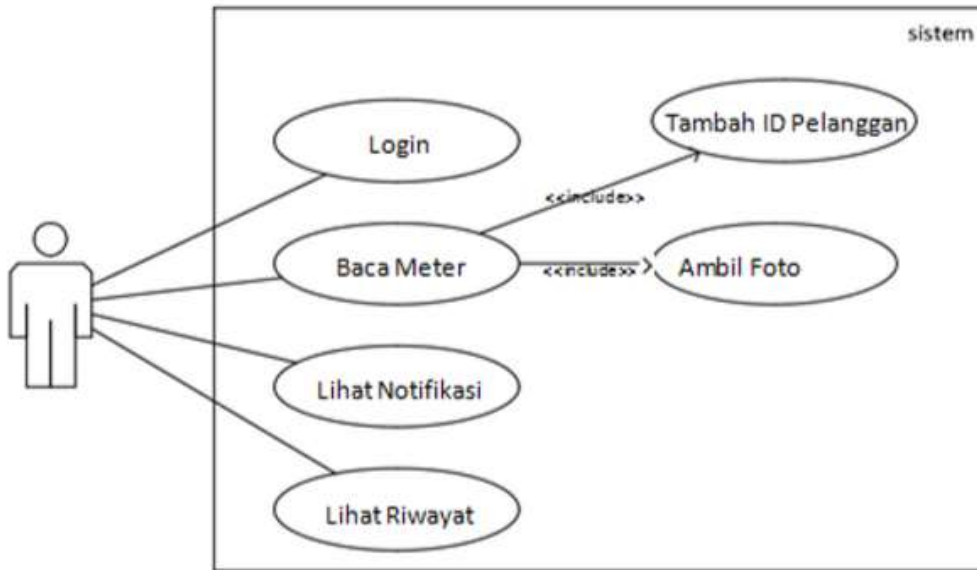 sistem
Tambah ID Pelanggan
Login
<<include>>
Baca Meter
<<include>>
Ambil Foto
Lihat Notifikasi
Lihat Riwayat